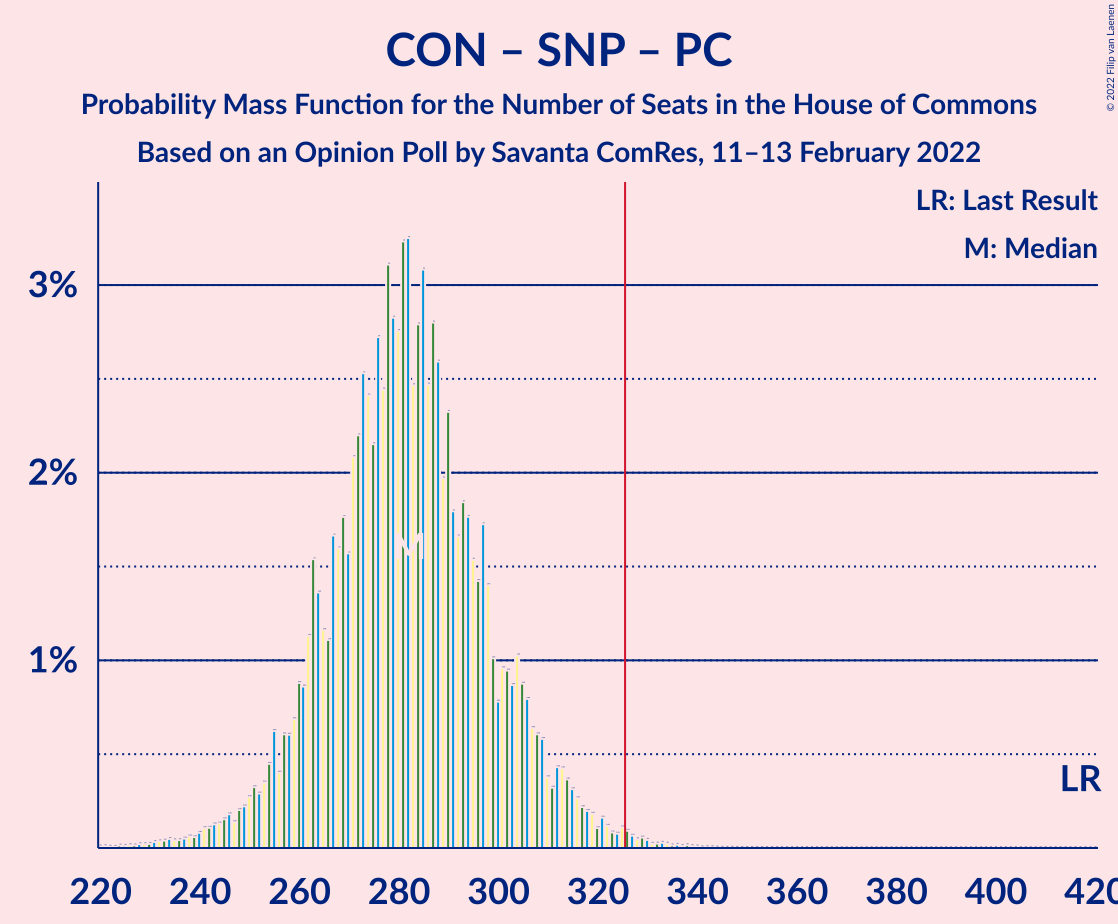 CON – SNP – PC
Probability Mass Function for the Number of Seats in the House of Commons
Based on an Opinion Poll by Savanta ComRes, 11–13 February 2022
© 2022 Filip van Laenen
LR: Last Result
M: Median
3%
2%
1%
M
LR
220 240 260 280 300 320 340 360 380 400 420